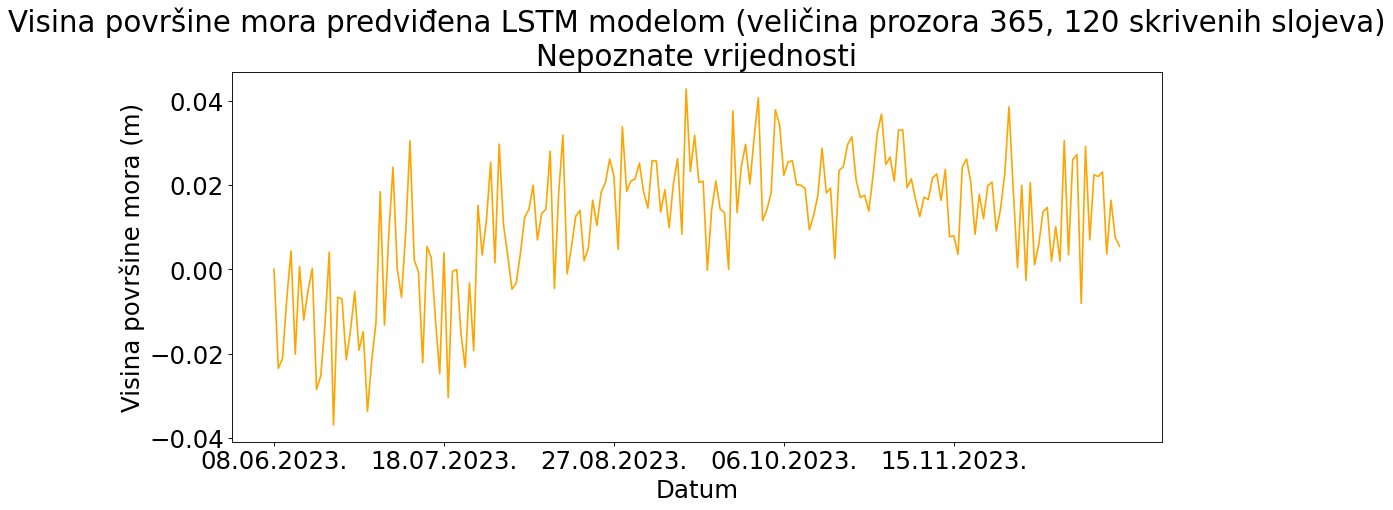 Visina površine mora predviđena LSTM modelom (veličina prozora 365, 120 skrivenih slojeva)
Nepoznate vrijednosti
Visina površine mora (m)
0.04
0.02
0.00
−0.02
−0.04
08.06.2023. 18.07.2023. 27.08.2023. 06.10.2023. 15.11.2023.
Datum